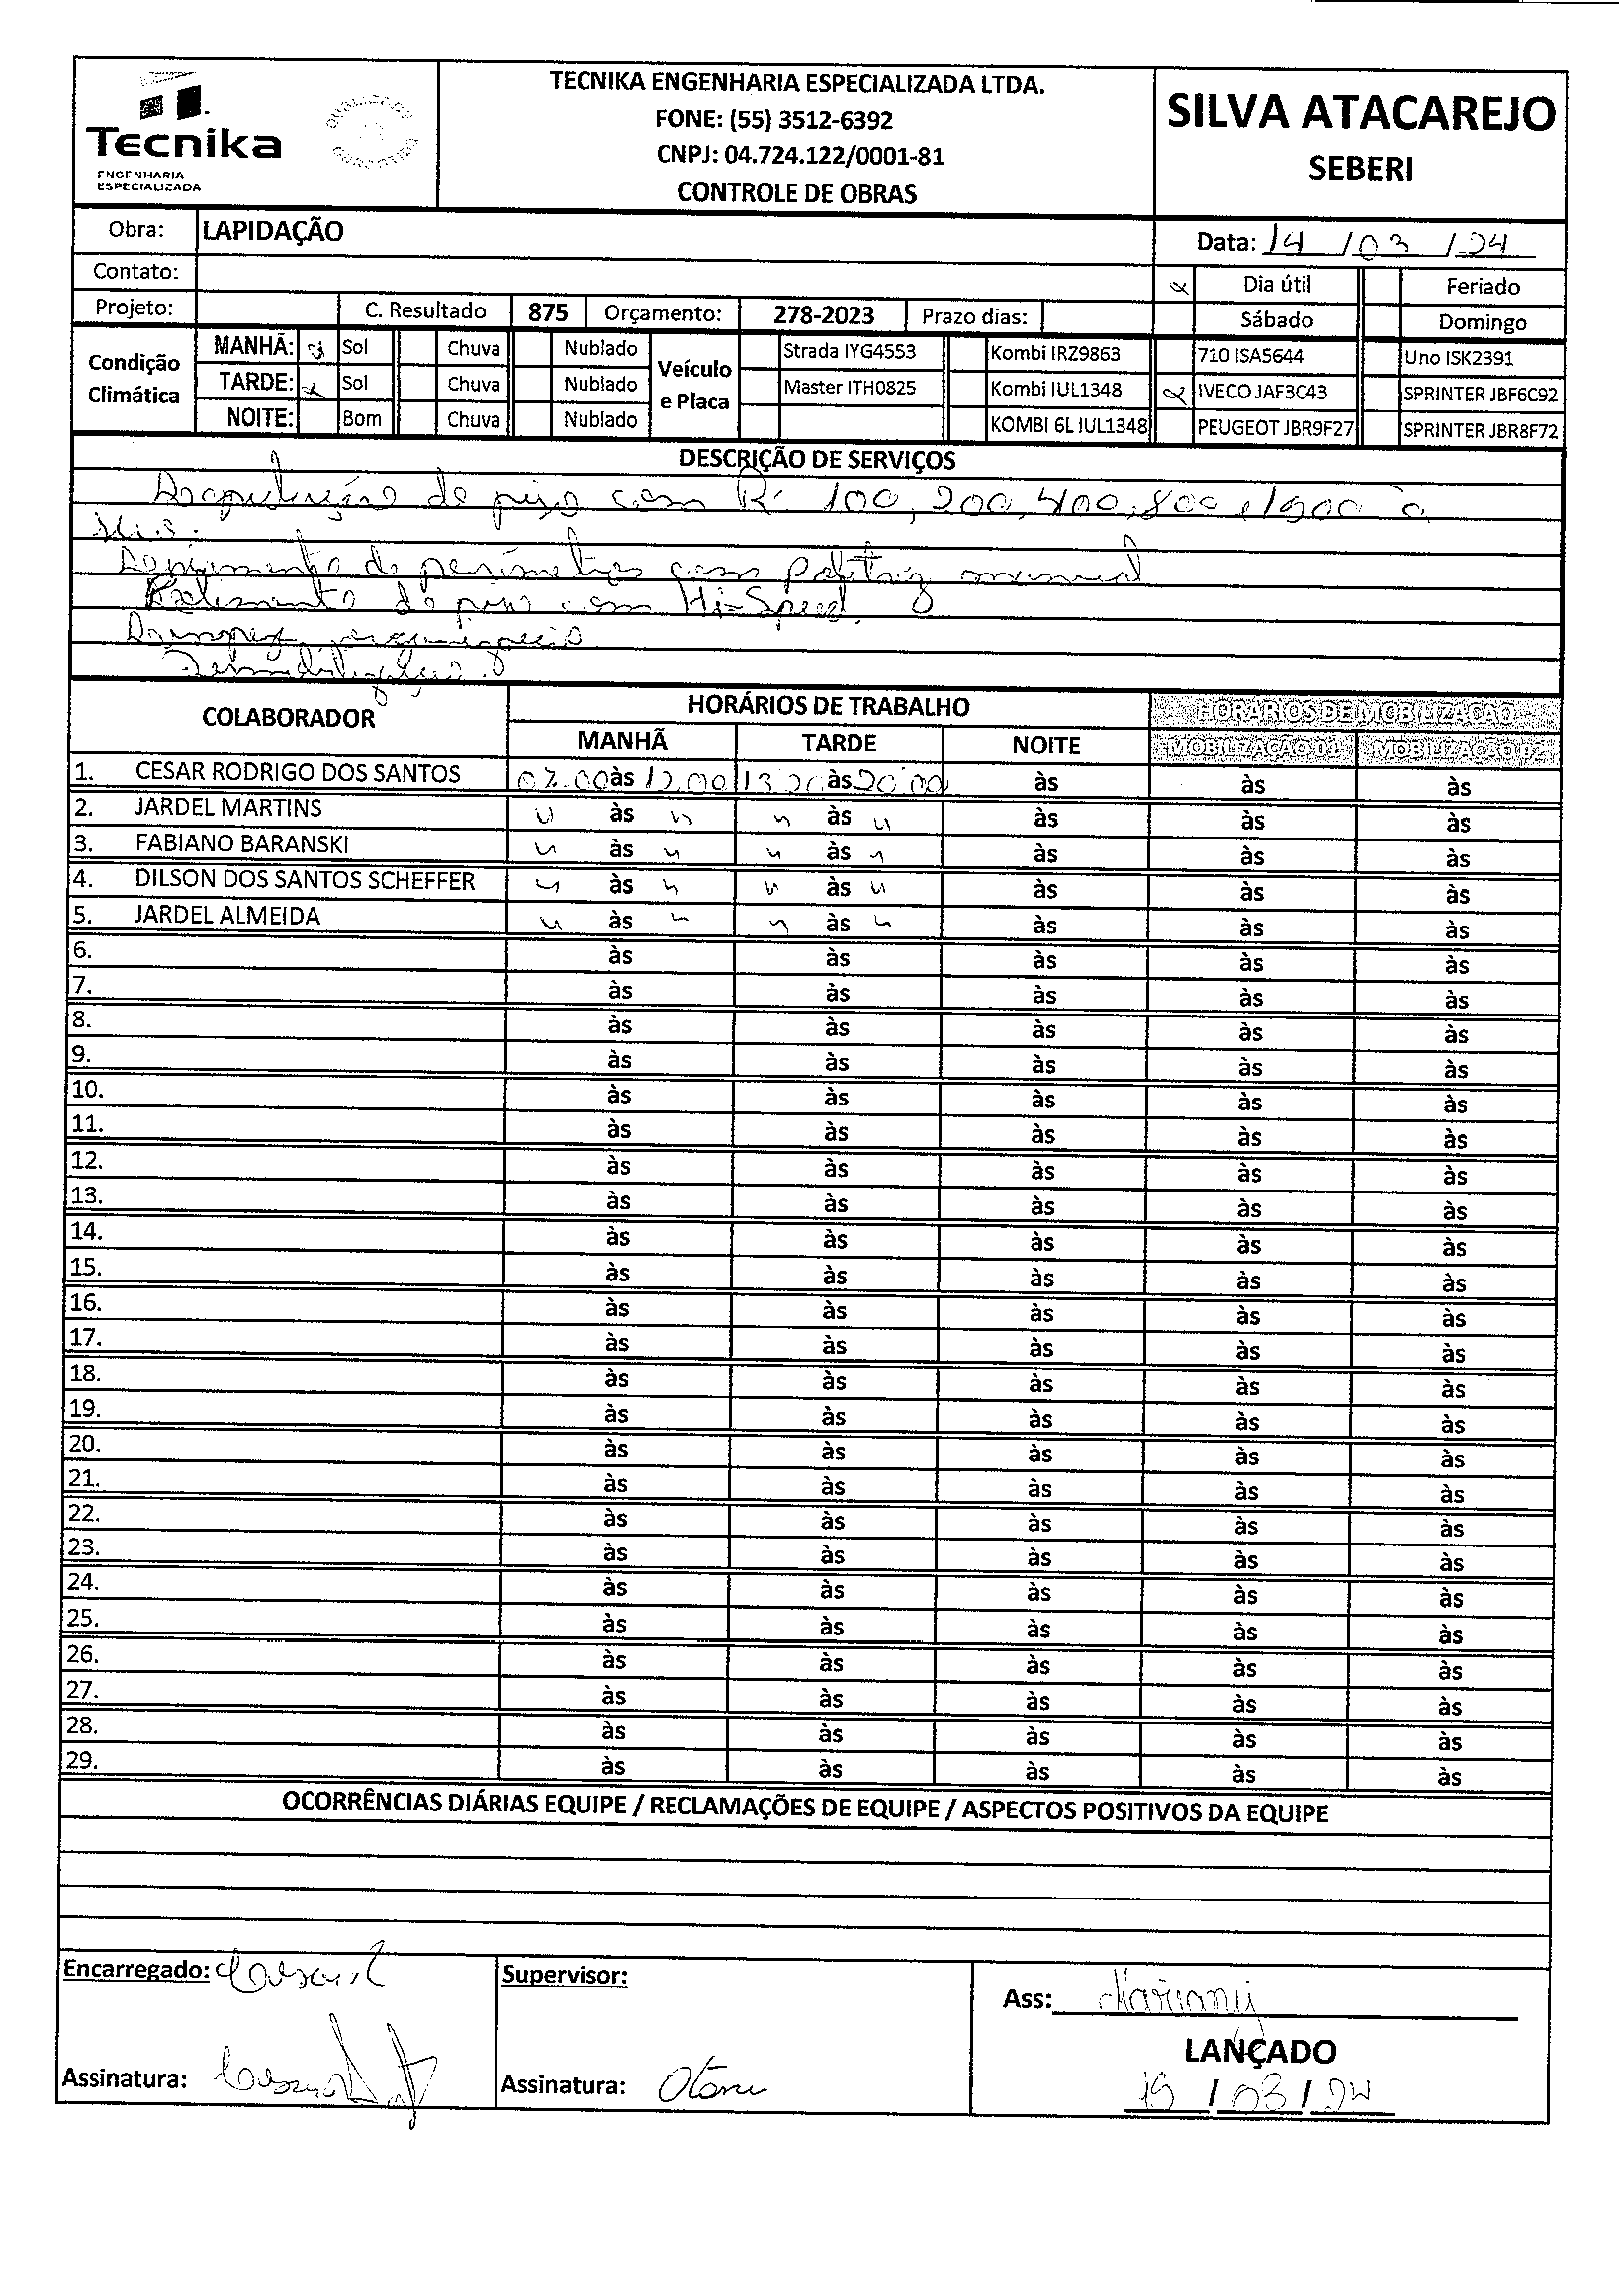 Tecnika
ENGENHARIA
ESPECIALIZADA
TECNIKA ENGENHARIA ESPECIALIZADA LTDA.
FONE: (55) 3512-6392
CNPJ: 04.724.122/0001-81
CONTROLE DE OBRAS
SILVA ATACAREJO
SEBERI
Obra: LAPIDAÇÃO
Data: 14 / 03 / 24
Contato:
Dia útil Feriado
Projeto: C. Resultado 875 Orçamento: 278-2023 Prazo dias:
Sábado Domingo
Condição Climática
MANHÃ: Sol Chuva Nublado
TARDE: x Sol Chuva Nublado
NOITE: Bom Chuva Nublado
Veículo e Placa
Strada IYG4553 Kombi IRZ9863 710 ISA5644 Uno ISK2391
Master ITH0825 Kombi IUL1348 x IVECO JAF3C43 SPRINTER JBF6C92
KOMBI 6L IUL1348 PEUGEOT JBR9F27 SPRINTER JBR8F72
DESCRIÇÃO DE SERVIÇOS
de piso com R. 100, 200, 400, 800, 1500 a
de perimetros com Politriz manual
de piso com Hi-Speed.
COLABORADOR HORÁRIOS DE TRABALHO HORÁRIOS DE MOBILIZAÇÃO
MANHÃ TARDE NOITE MOBILIZAÇÃO 01 MOBILIZAÇÃO 02
1. CESAR RODRIGO DOS SANTOS 07:00 às 12:00 13:20 às 20:00 às às às
2. JARDEL MARTINS " às " " às " às às às
3. FABIANO BARANSKI " às " " às " às às às
4. DILSON DOS SANTOS SCHEFFER " às " " às " às às às
5. JARDEL ALMEIDA " às " " às " às às às
6. às às às às às
7. às às às às às
8. às às às às às
9. às às às às às
10. às às às às às
11. às às às às às
12. às às às às às
13. às às às às às
14. às às às às às
15. às às às às às
16. às às às às às
17. às às às às às
18. às às às às às
19. às às às às às
20. às às às às às
21. às às às às às
22. às às às às às
23. às às às às às
24. às às às às às
25. às às às às às
26. às às às às às
27. às às às às às
28. às às às às às
29. às às às às às
OCORRÊNCIAS DIÁRIAS EQUIPE / RECLAMAÇÕES DE EQUIPE / ASPECTOS POSITIVOS DA EQUIPE
Encarregado:
Supervisor:
Ass: Mariany
LANÇADO
Assinatura:
Assinatura:
19 / 03 / 24